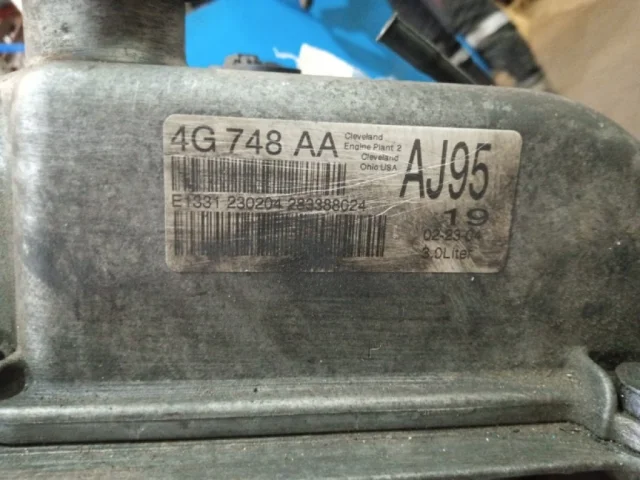 4G 748 AA
Cleveland
Engine Plant 2
Cleveland
Ohio USA
AJ95
E1331 230204 283388024
19
02-23-04
3.0Liter